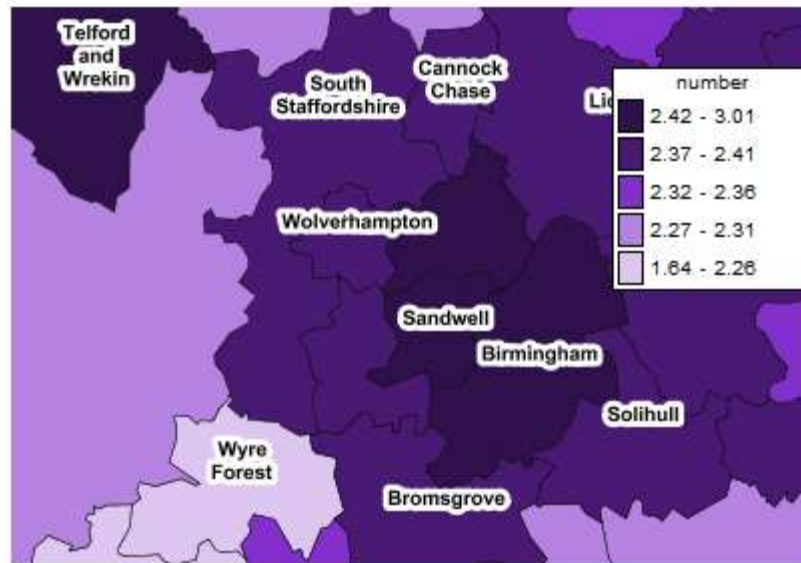 Telford
and
Wrekin
South
Staffordshire
Cannock
Chase
number
2.42 - 3.01
2.37 - 2.41
2.32 - 2.36
2.27 - 2.31
1.64 - 2.26
Wolverhampton
Sandwell
Birmingham
Solihull
Wyre
Forest
Bromsgrove